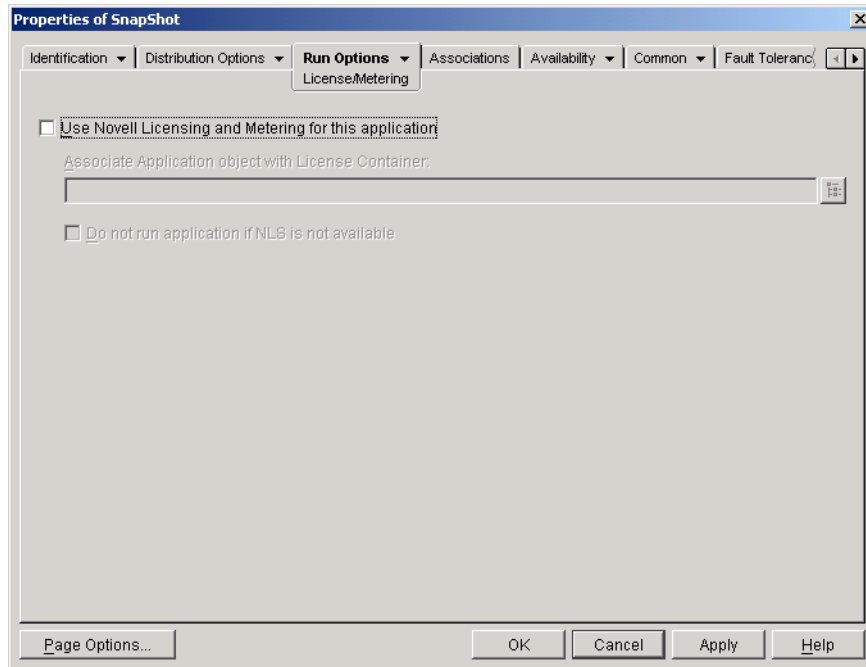 Properties of SnapShot
Identification Distribution Options Run Options Associations Availability Common Fault Toleranc
License/Metering
Use Novell Licensing and Metering for this application
Associate Application object with License Container:
Do not run application if NLS is not available
Page Options... OK Cancel Apply Help